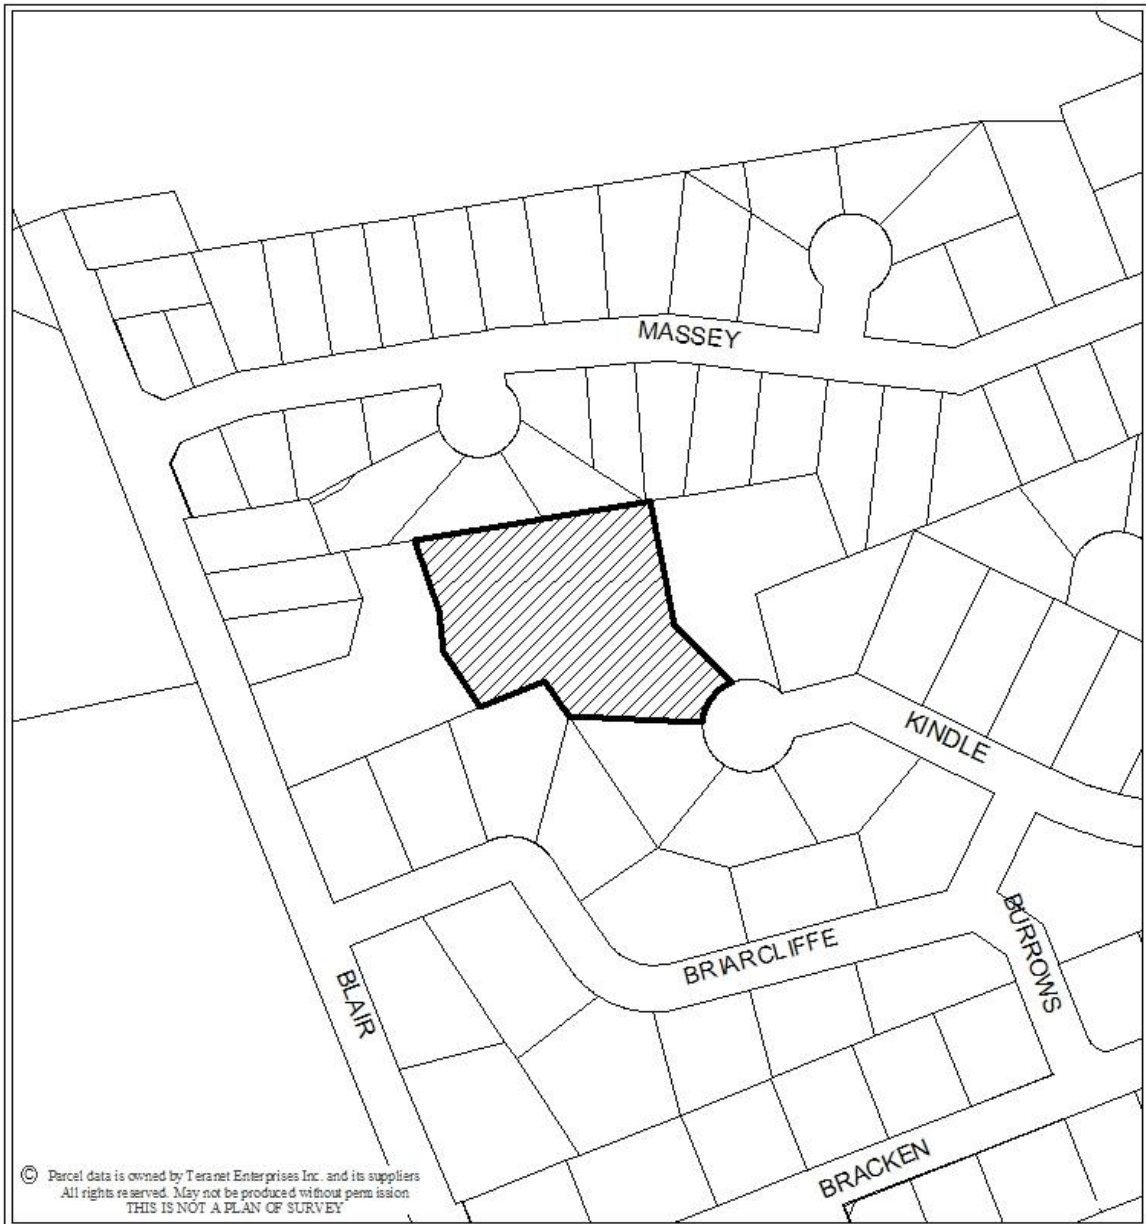 MASSEY
KINDLE
BURROWS
BRIARCLIFFE
BLAIR
BRACKEN
© Parcel data is owned by Teranet Enterprises Inc. and its suppliers
All rights reserved. May not be produced without permission
THIS IS NOT A PLAN OF SURVEY